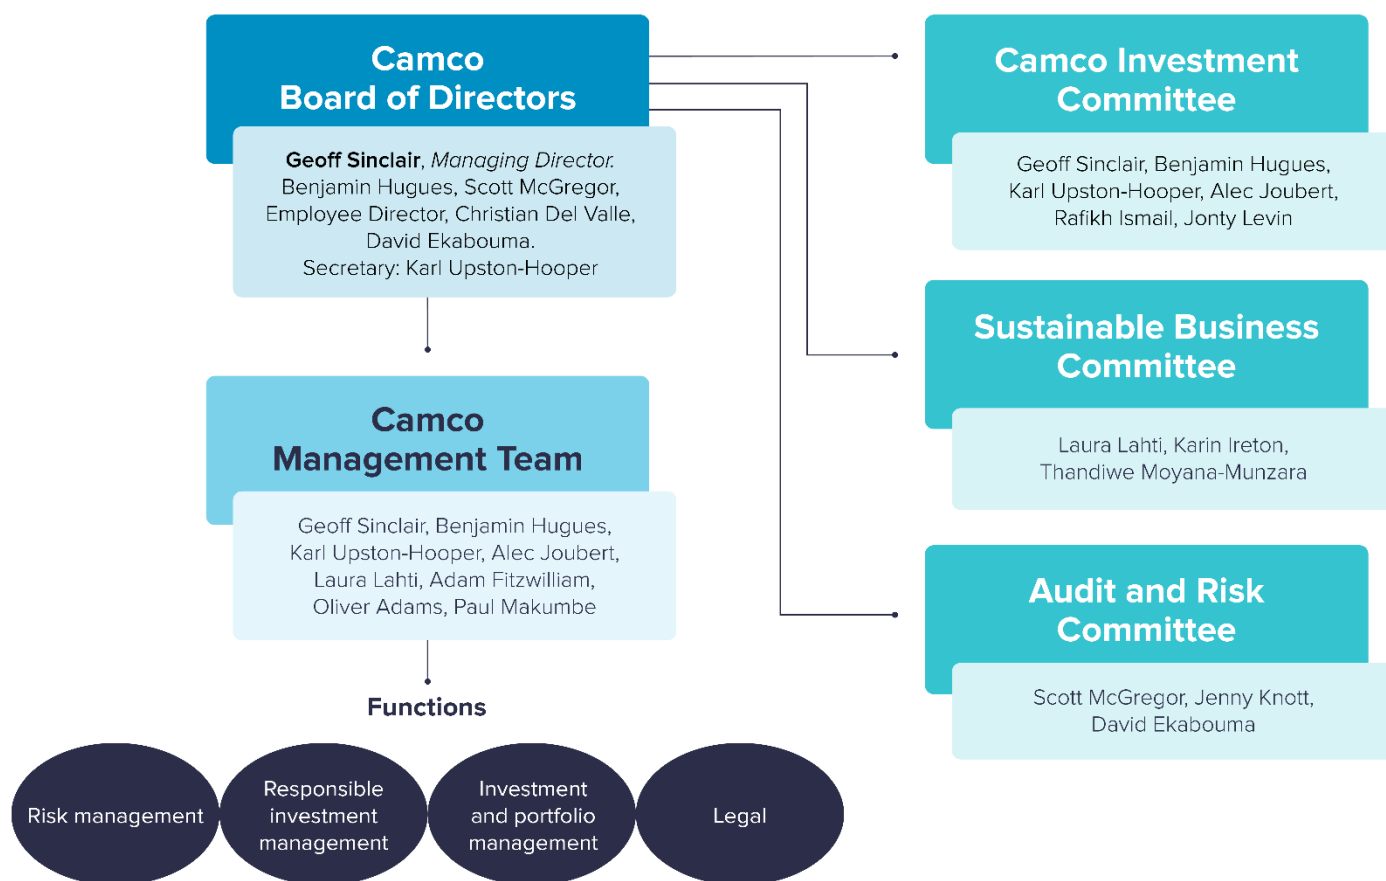 Camco
Board of Directors
Geoff Sinclair, Managing Director.
Benjamin Hugues, Scott McGregor,
Employee Director, Christian Del Valle,
David Ekabouma.
Secretary: Karl Upston-Hooper
Camco
Management Team
Geoff Sinclair, Benjamin Hugues,
Karl Upston-Hooper, Alec Joubert,
Laura Lahti, Adam Fitzwilliam,
Oliver Adams, Paul Makumbe
Functions
Risk management
Responsible
investment
management
Investment
and portfolio
management
Legal
Camco Investment
Committee
Geoff Sinclair, Benjamin Hugues,
Karl Upston-Hooper, Alec Joubert,
Rafikh Ismail, Jonty Levin
Sustainable Business
Committee
Laura Lahti, Karin Ireton,
Thandiwe Moyana-Munzara
Audit and Risk
Committee
Scott McGregor, Jenny Knott,
David Ekabouma